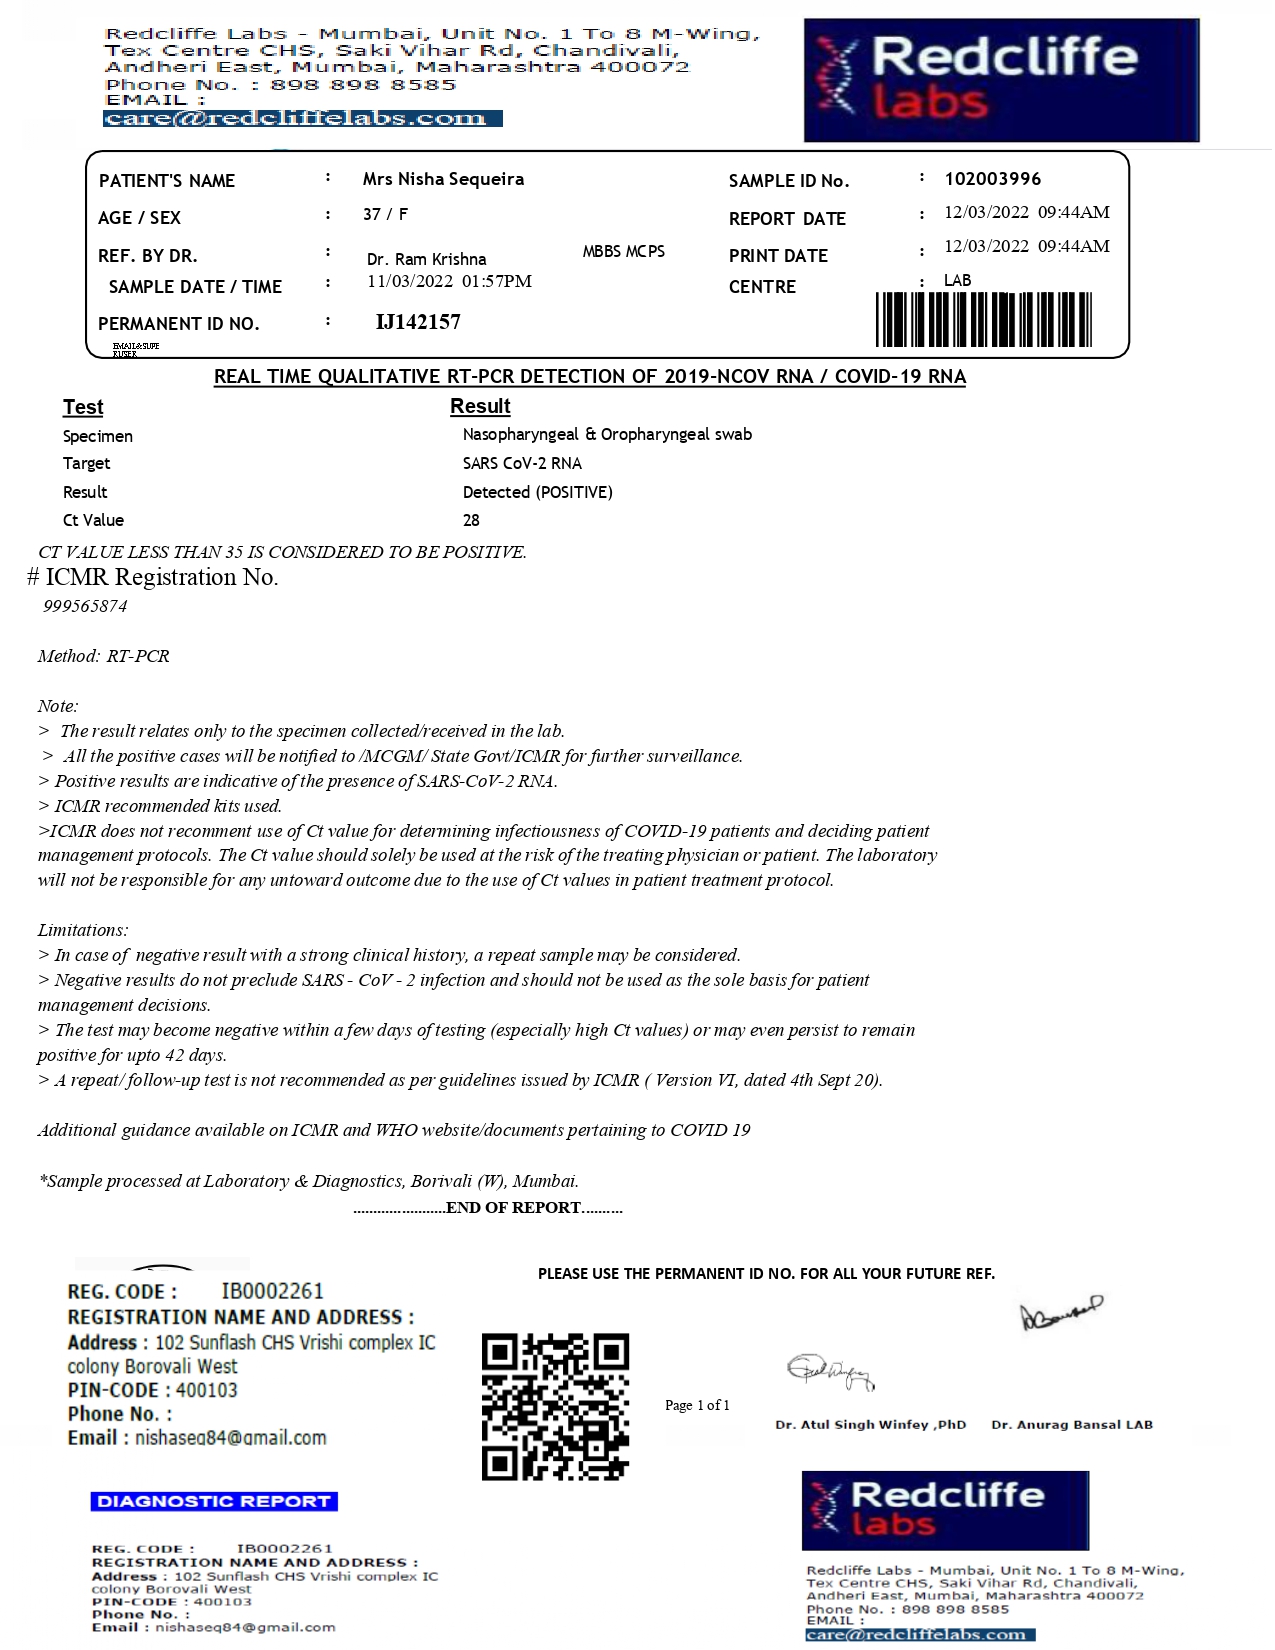 Redcliffe Labs - Mumbai, Unit No. 1 To 8 M-Wing,
Tex Centre CHS, Saki Vihar Rd, Chandivali,
Andheri East, Mumbai, Maharashtra 400072
Phone No. : 898 898 8585
EMAIL :
care@redcliffelabs.com
Redcliffe
labs
PATIENT'S NAME : Mrs Nisha Sequeira SAMPLE ID No. : 102003996
AGE / SEX : 37 / F REPORT DATE : 12/03/2022 09:44AM
REF. BY DR. : Dr. Ram Krishna MBBS MCPS PRINT DATE : 12/03/2022 09:44AM
SAMPLE DATE / TIME : 11/03/2022 01:57PM CENTRE : LAB
PERMANENT ID NO. : IJ142157
EMAIL&SUPE
RUSER
REAL TIME QUALITATIVE RT-PCR DETECTION OF 2019-NCOV RNA / COVID-19 RNA
Test Result
Specimen Nasopharyngeal & Oropharyngeal swab
Target SARS CoV-2 RNA
Result Detected (POSITIVE)
Ct Value 28
CT VALUE LESS THAN 35 IS CONSIDERED TO BE POSITIVE.
# ICMR Registration No.
999565874
Method: RT-PCR
Note:
> The result relates only to the specimen collected/received in the lab.
> All the positive cases will be notified to /MCGM/ State Govt/ICMR for further surveillance.
> Positive results are indicative of the presence of SARS-CoV-2 RNA.
> ICMR recommended kits used.
>ICMR does not recomment use of Ct value for determining infectiousness of COVID-19 patients and deciding patient
management protocols. The Ct value should solely be used at the risk of the treating physician or patient. The laboratory
will not be responsible for any untoward outcome due to the use of Ct values in patient treatment protocol.
Limitations:
> In case of negative result with a strong clinical history, a repeat sample may be considered.
> Negative results do not preclude SARS - CoV - 2 infection and should not be used as the sole basis for patient
management decisions.
> The test may become negative within a few days of testing (especially high Ct values) or may even persist to remain
positive for upto 42 days.
> A repeat/follow-up test is not recommended as per guidelines issued by ICMR ( Version VI, dated 4th Sept 20).
Additional guidance available on ICMR and WHO website/documents pertaining to COVID 19
*Sample processed at Laboratory & Diagnostics, Borivali (W), Mumbai.
.......................END OF REPORT..........
PLEASE USE THE PERMANENT ID NO. FOR ALL YOUR FUTURE REF.
REG. CODE : IB0002261
REGISTRATION NAME AND ADDRESS :
Address : 102 Sunflash CHS Vrishi complex IC
colony Borovali West
PIN-CODE : 400103
Phone No. :
Email : nishaseq84@gmail.com
Page 1 of 1
Dr. Atul Singh Winfey ,PhD Dr. Anurag Bansal LAB
DIAGNOSTIC REPORT
REG. CODE : IB0002261
REGISTRATION NAME AND ADDRESS :
Address : 102 Sunflash CHS Vrishi complex IC
colony Borovali West
PIN-CODE : 400103
Phone No. :
Email : nishaseq84@gmail.com
Redcliffe
labs
Redcliffe Labs - Mumbai, Unit No. 1 To 8 M-Wing,
Tex Centre CHS, Saki Vihar Rd, Chandivali,
Andheri East, Mumbai, Maharashtra 400072
Phone No. : 898 898 8585
EMAIL :
care@redcliffelabs.com